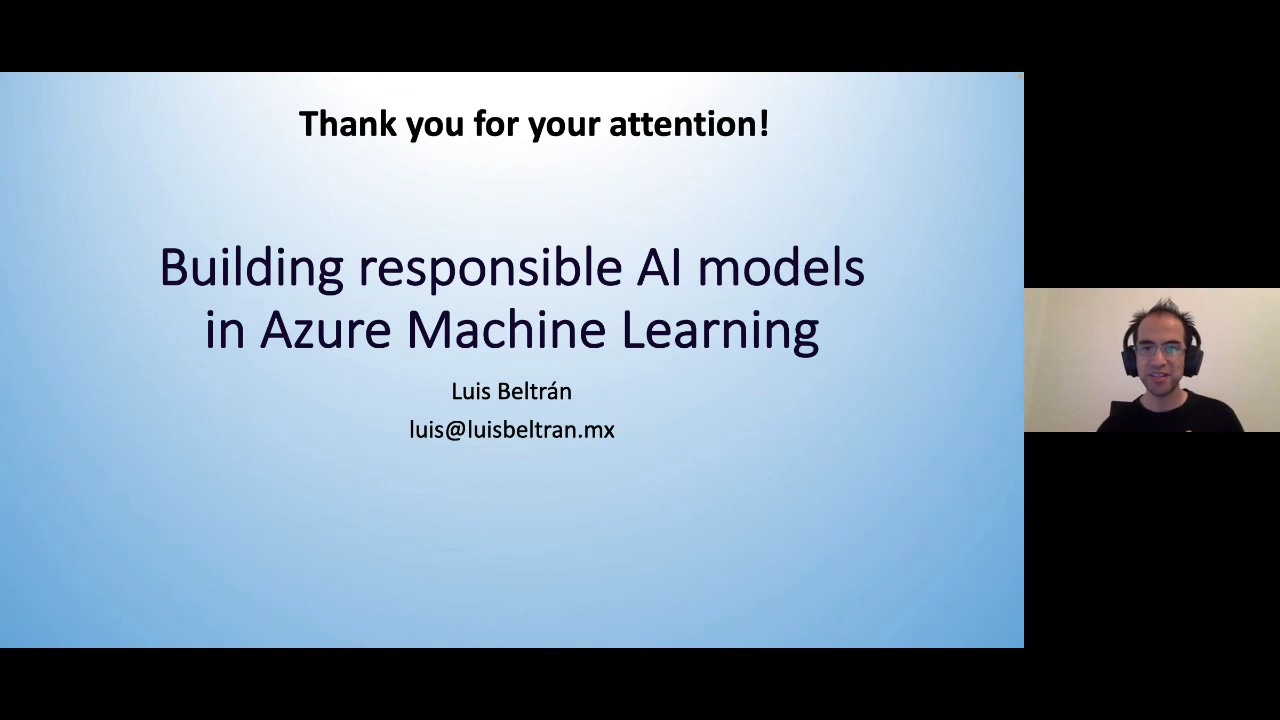 Thank you for your attention!
Building responsible AI models
in Azure Machine Learning
Luis Beltrán
luis@luisbeltran.mx